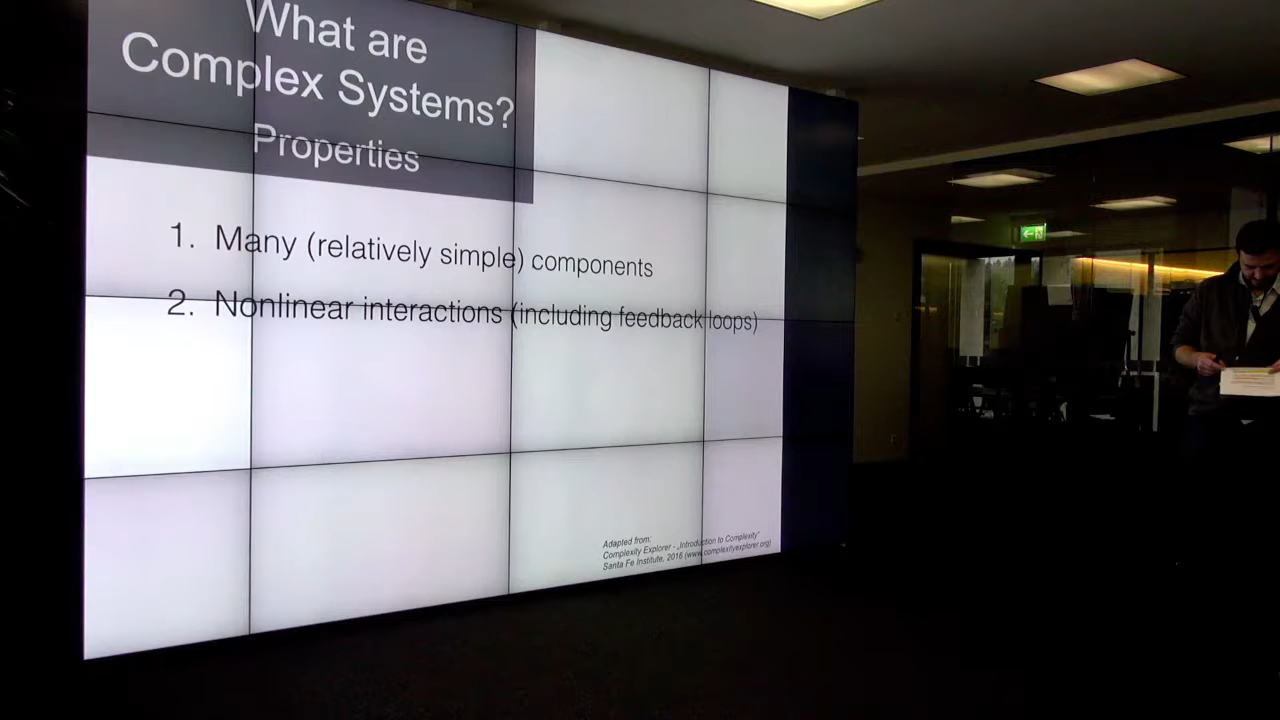 What are
Complex Systems?
Properties
1. Many (relatively simple) components
2. Nonlinear interactions (including feedback loops)
Adapted from:
Complexity Explorer - „Introduction to Complexity"
Santa Fe Institute, 2016 (www.complexityexplorer.org)